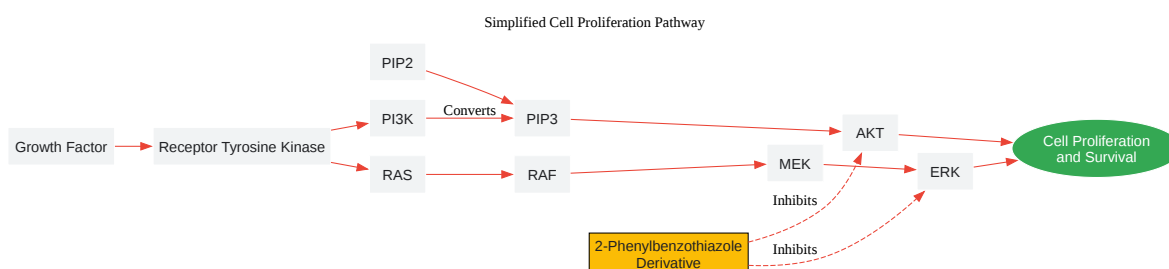 Simplified Cell Proliferation Pathway
PIP2
Converts
PI3K
PIP3
AKT
Growth Factor
Receptor Tyrosine Kinase
Cell Proliferation
and Survival
RAS
RAF
MEK
ERK
Inhibits
Inhibits
2-Phenylbenzothiazole
Derivative